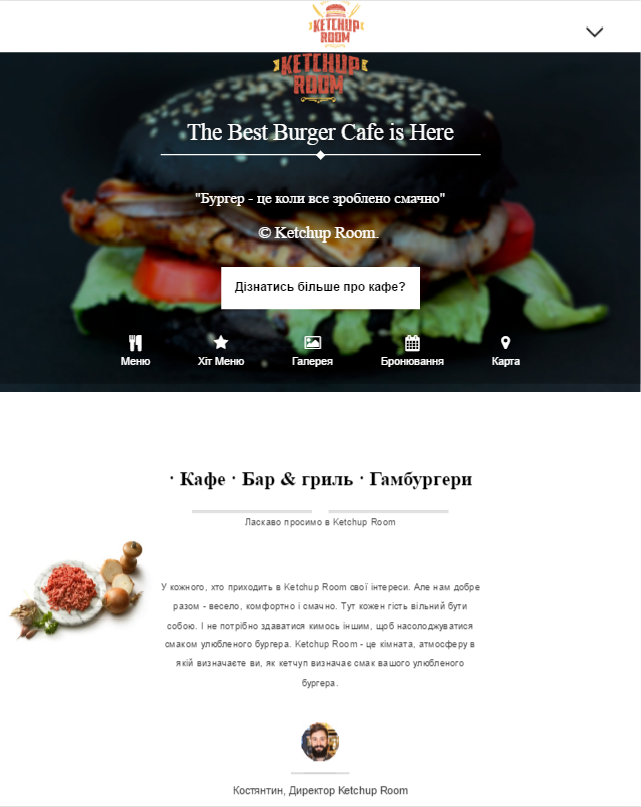 KETCHUP
ROOM
KETCHUP
ROOM
The Best Burger Cafe is Here
"Бургер - це коли все зроблено смачно"
© Ketchup Room.
Дізнатись більше про кафе?
Меню Хіт Меню Галерея Бронювання Карта
· Кафе · Бар & гриль · Гамбургери
Ласкаво просимо в Ketchup Room
У кожного, хто приходить в Ketchup Room свої інтереси. Але нам добре
разом - весело, комфортно і смачно. Тут кожен гість вільний бути
собою. І не потрібно здаватися кимось іншим, щоб насолоджуватися
смаком улюбленого бургера. Ketchup Room - це кімната, атмосферу в
якій визначаєте ви, як кетчуп визначає смак вашого улюбленого
бургера.
Костянтин, Директор Ketchup Room